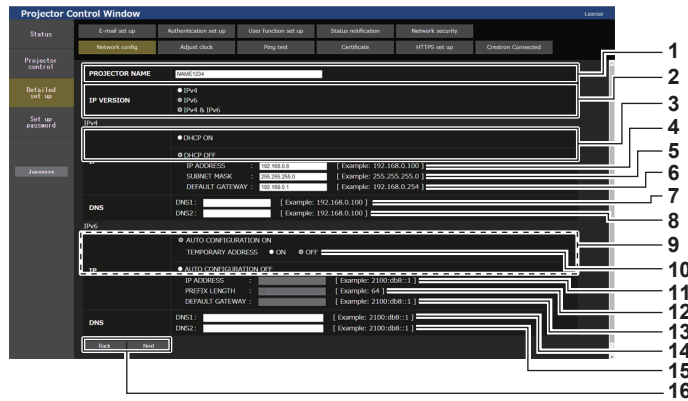 Projector Control Window
License
Status
Projector
control
Detailed
set up
Set up
password
Japanese
E-mail set up
Authentication set up
User function set up
Status notification
Network security
Network config
Adjust clock
Ping test
Certificate
HTTPS set up
Crestron Connected
PROJECTOR NAME NAME1234
IP VERSION
IPv4
IPv6
IPv4 & IPv6
IPv4
IP
DHCP ON
DHCP OFF
IP ADDRESS : 192.168.0.8 [ Example: 192.168.0.100 ]
SUBNET MASK : 255.255.255.0 [ Example: 255.255.255.0 ]
DEFAULT GATEWAY : 192.168.0.1 [ Example: 192.168.0.254 ]
DNS
DNS1: [ Example: 192.168.0.100 ]
DNS2: [ Example: 192.168.0.100 ]
IPv6
IP
AUTO CONFIGURATION ON
TEMPORARY ADDRESS ON OFF
AUTO CONFIGURATION OFF
IP ADDRESS : [ Example: 2100:db8::1 ]
PREFIX LENGTH : [ Example: 64 ]
DEFAULT GATEWAY : [ Example: 2100:db8::1 ]
DNS
DNS1: [ Example: 2100:db8::1 ]
DNS2: [ Example: 2100:db8::1 ]
Back Next
1
2
3
4
5
6
7
8
9
10
11
12
13
14
15
16